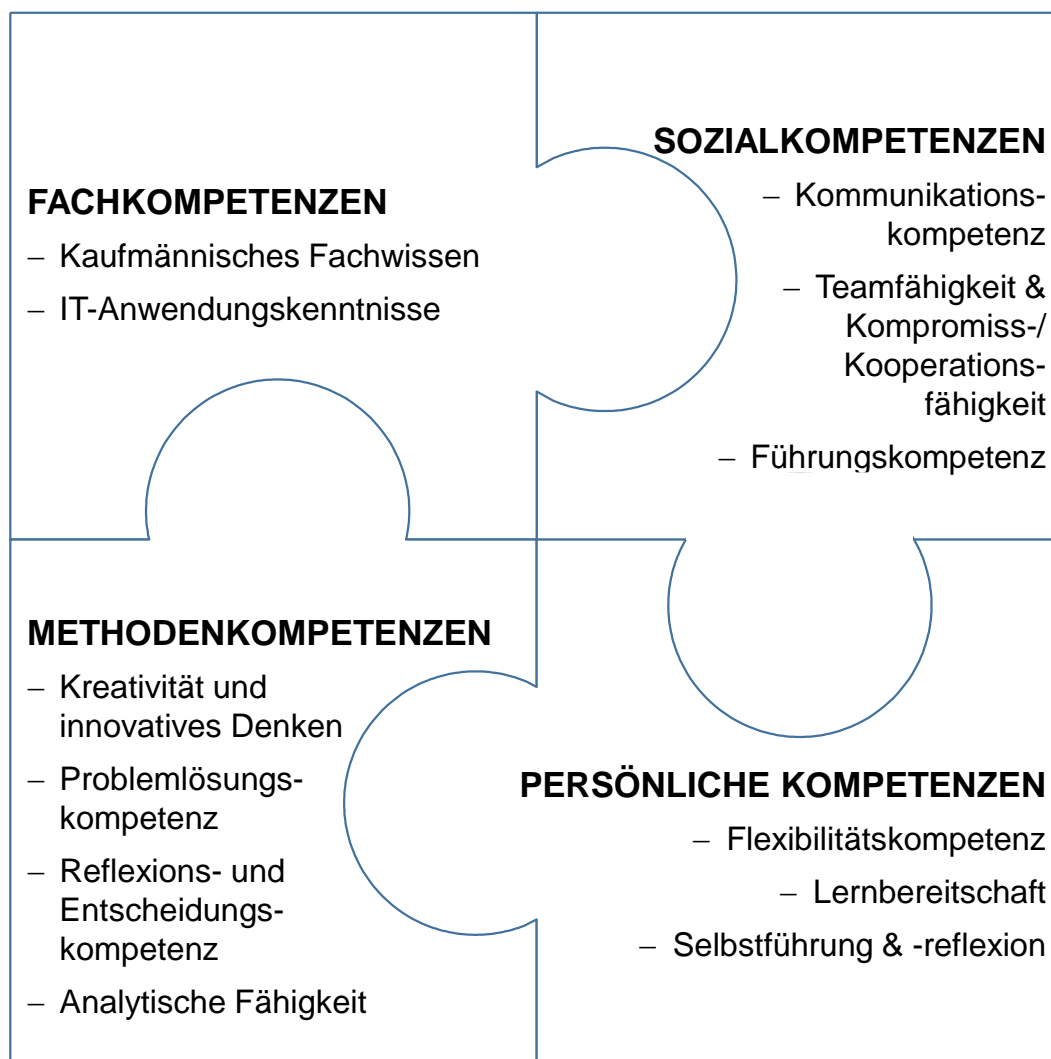 FACHKOMPETENZEN
– Kaufmännisches Fachwissen
– IT-Anwendungskenntnisse
SOZIALKOMPETENZEN
– Kommunikations-
kompetenz
– Teamfähigkeit &
Kompromiss-/
Kooperations-
fähigkeit
– Führungskompetenz
METHODENKOMPETENZEN
– Kreativität und
innovatives Denken
– Problemlösungs-
kompetenz
– Reflexions- und
Entscheidungs-
kompetenz
– Analytische Fähigkeit
PERSÖNLICHE KOMPETENZEN
– Flexibilitätskompetenz
– Lernbereitschaft
– Selbstführung & -reflexion